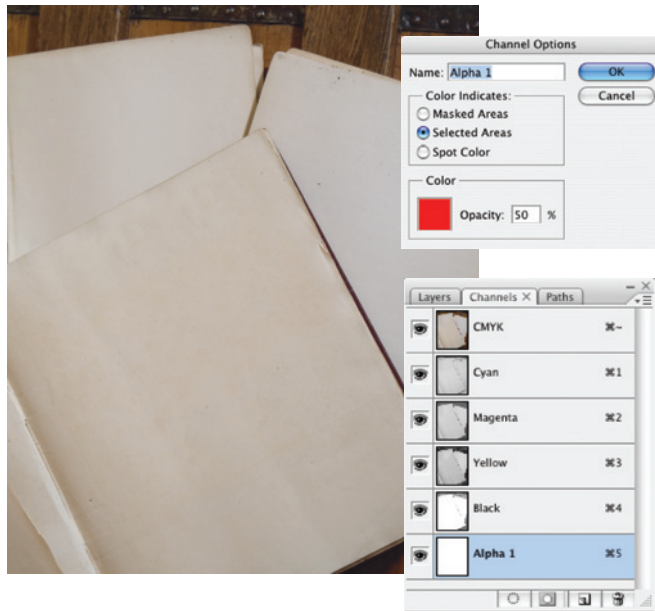 Channel Options
Name: Alpha 1
OK
Color Indicates:
Cancel
Masked Areas
Selected Areas
Spot Color
Color
Opacity: 50 %
Layers Channels × Paths
CMYK ⌘~
Cyan ⌘1
Magenta ⌘2
Yellow ⌘3
Black ⌘4
Alpha 1 ⌘5